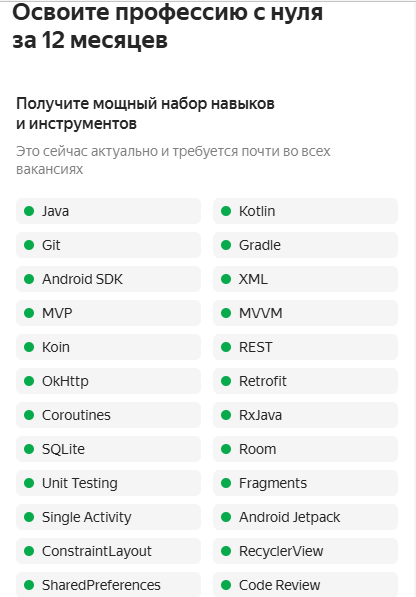 Освоите профессию с нуля
за 12 месяцев
Получите мощный набор навыков
и инструментов
Это сейчас актуально и требуется почти во всех
вакансиях
Java
Kotlin
Git
Gradle
Android SDK
XML
MVP
MVVM
Koin
REST
OkHttp
Retrofit
Coroutines
RxJava
SQLite
Room
Unit Testing
Fragments
Single Activity
Android Jetpack
ConstraintLayout
RecyclerView
SharedPreferences
Code Review